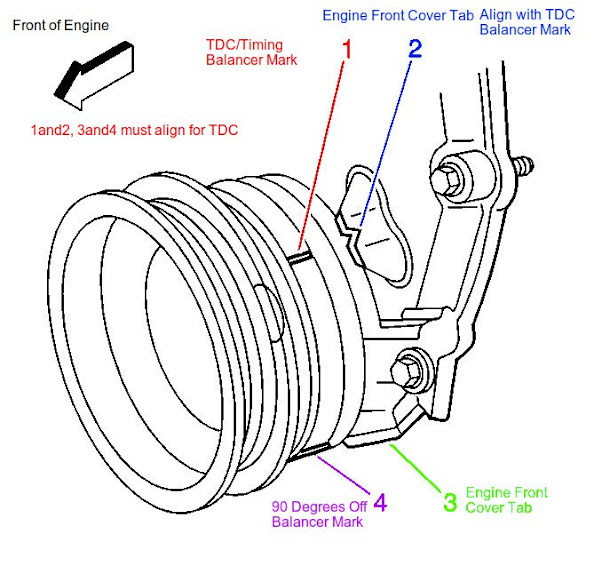 Front of Engine
Engine Front Cover Tab
Align with TDC
Balancer Mark
TDC/Timing
Balancer Mark
1
2
1and2, 3and4 must align for TDC
90 Degrees Off
Balancer Mark
4
3
Engine Front
Cover Tab